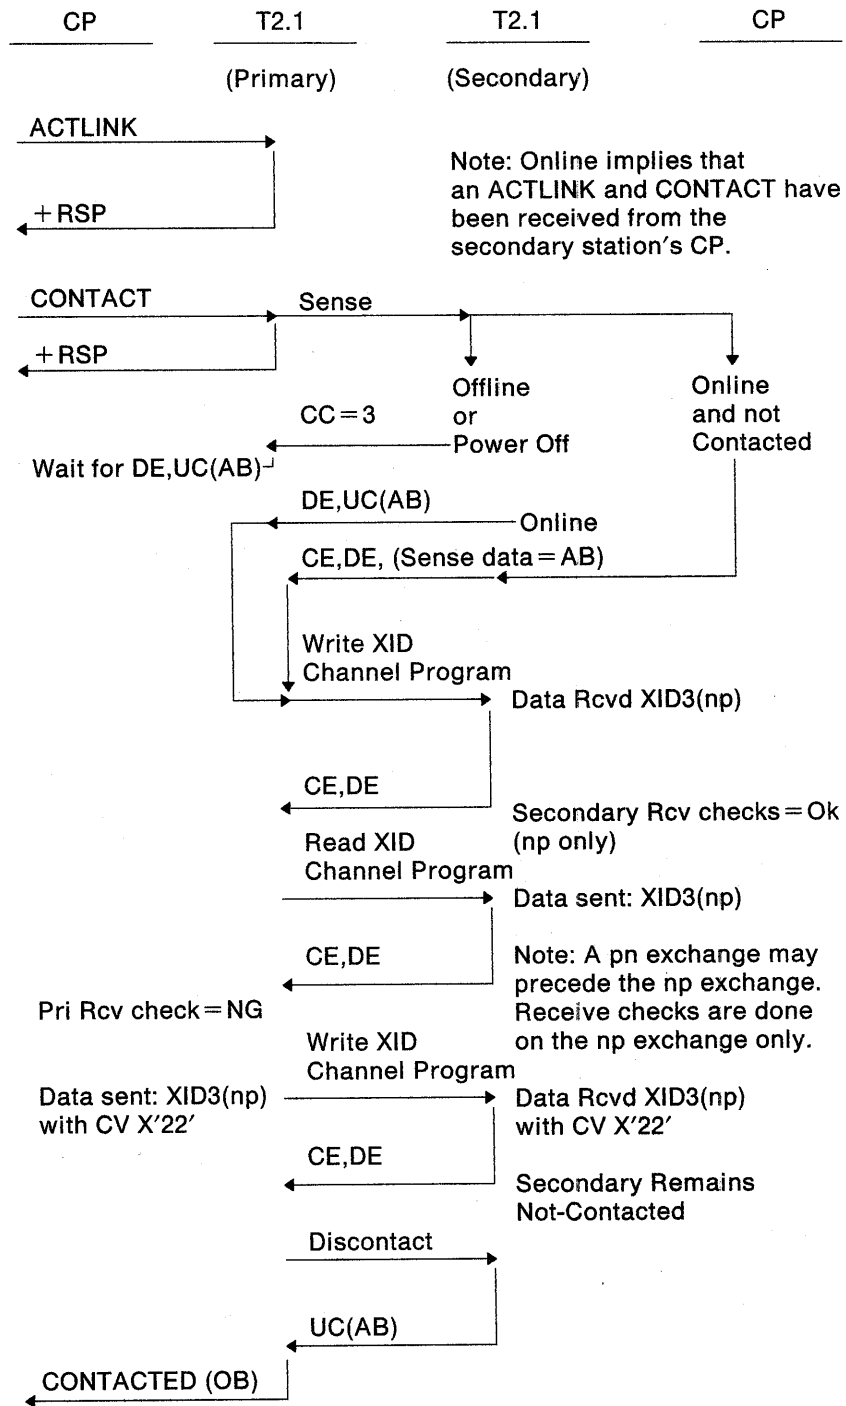 CP T2.1 T2.1 CP
(Primary) (Secondary)
ACTLINK
Note: Online implies that
an ACTLINK and CONTACT have
been received from the
secondary station's CP.
+RSP
CONTACT Sense
+RSP
Offline
or
Power Off
Online
and not
Contacted
CC=3
Wait for DE,UC(AB)
DE,UC(AB)
Online
CE,DE, (Sense data=AB)
Write XID
Channel Program
Data Rcvd XID3(np)
CE,DE
Secondary Rcv checks=Ok
(np only)
Read XID
Channel Program
Data sent: XID3(np)
CE,DE
Note: A pn exchange may
precede the np exchange.
Receive checks are done
on the np exchange only.
Pri Rcv check=NG
Write XID
Channel Program
Data sent: XID3(np)
with CV X'22'
Data Rcvd XID3(np)
with CV X'22'
CE,DE
Secondary Remains
Not-Contacted
Discontact
UC(AB)
CONTACTED (OB)